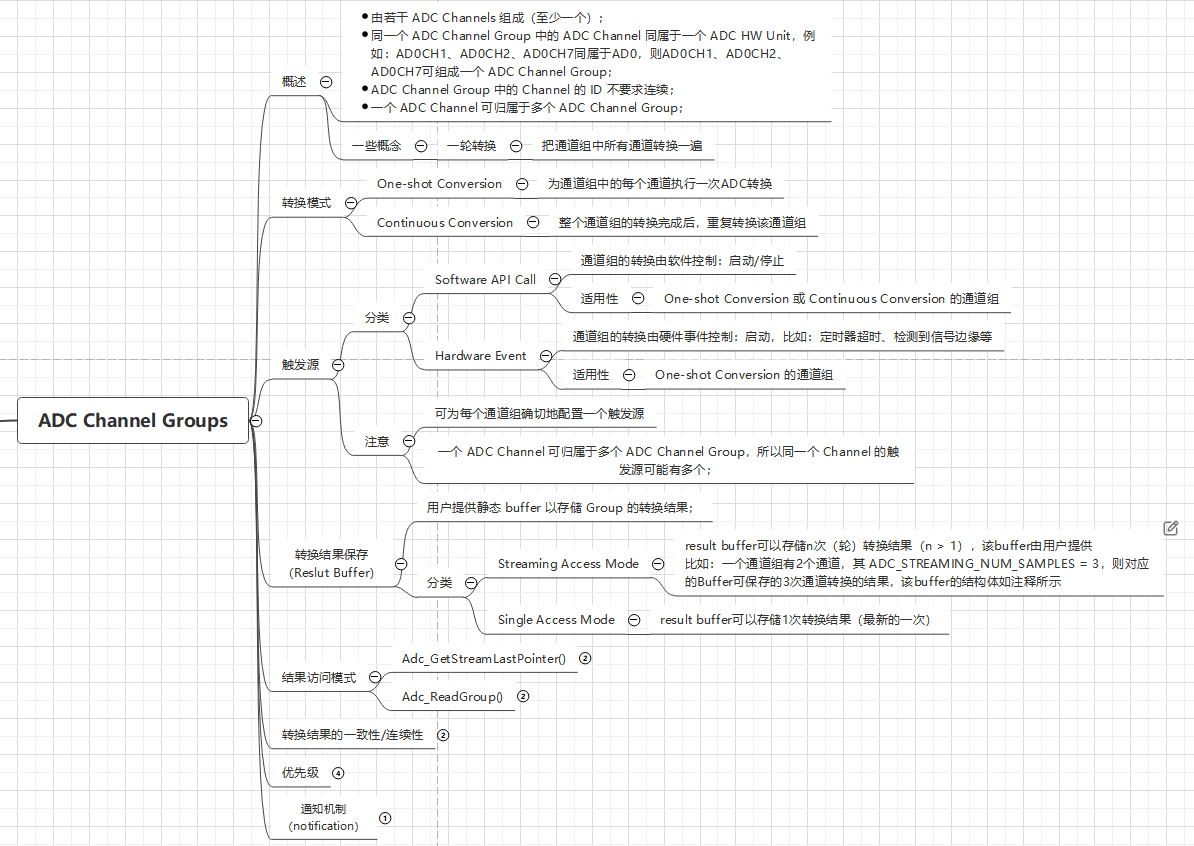 ADC Channel Groups
概述
由若干 ADC Channels 组成（至少一个）;
同一个 ADC Channel Group 中的 ADC Channel 同属于一个 ADC HW Unit，例
如：AD0CH1、AD0CH2、AD0CH7同属于AD0，则AD0CH1、AD0CH2、
AD0CH7可组成一个 ADC Channel Group;
ADC Channel Group 中的 Channel 的 ID 不要求连续;
一个 ADC Channel 可归属于多个 ADC Channel Group;
一些概念
一轮转换
把通道组中所有通道转换一遍
转换模式
One-shot Conversion
为通道组中的每个通道执行一次ADC转换
Continuous Conversion
整个通道组的转换完成后，重复转换该通道组
触发源
分类
Software API Call
通道组的转换由软件控制：启动/停止
适用性
One-shot Conversion 或 Continuous Conversion 的通道组
Hardware Event
通道组的转换由硬件事件控制：启动，比如：定时器超时、检测到信号边缘等
适用性
One-shot Conversion 的通道组
注意
可为每个通道组确切地配置一个触发源
一个 ADC Channel 可归属于多个 ADC Channel Group，所以同一个 Channel 的触
发源可能有多个;
转换结果保存
(Reslut Buffer)
用户提供静态 buffer 以存储 Group 的转换结果;
分类
Streaming Access Mode
result buffer可以存储n次（轮）转换结果（n > 1）, 该buffer由用户提供
比如：一个通道组有2个通道，其 ADC_STREAMING_NUM_SAMPLES = 3，则对应
的Buffer可保存的3次通道转换的结果，该buffer的结构体如注释所示
Single Access Mode
result buffer可以存储1次转换结果（最新的一次）
结果访问模式
Adc_GetStreamLastPointer()
2
Adc_ReadGroup()
2
转换结果的一致性/连续性
2
优先级
4
通知机制
(notification)
1